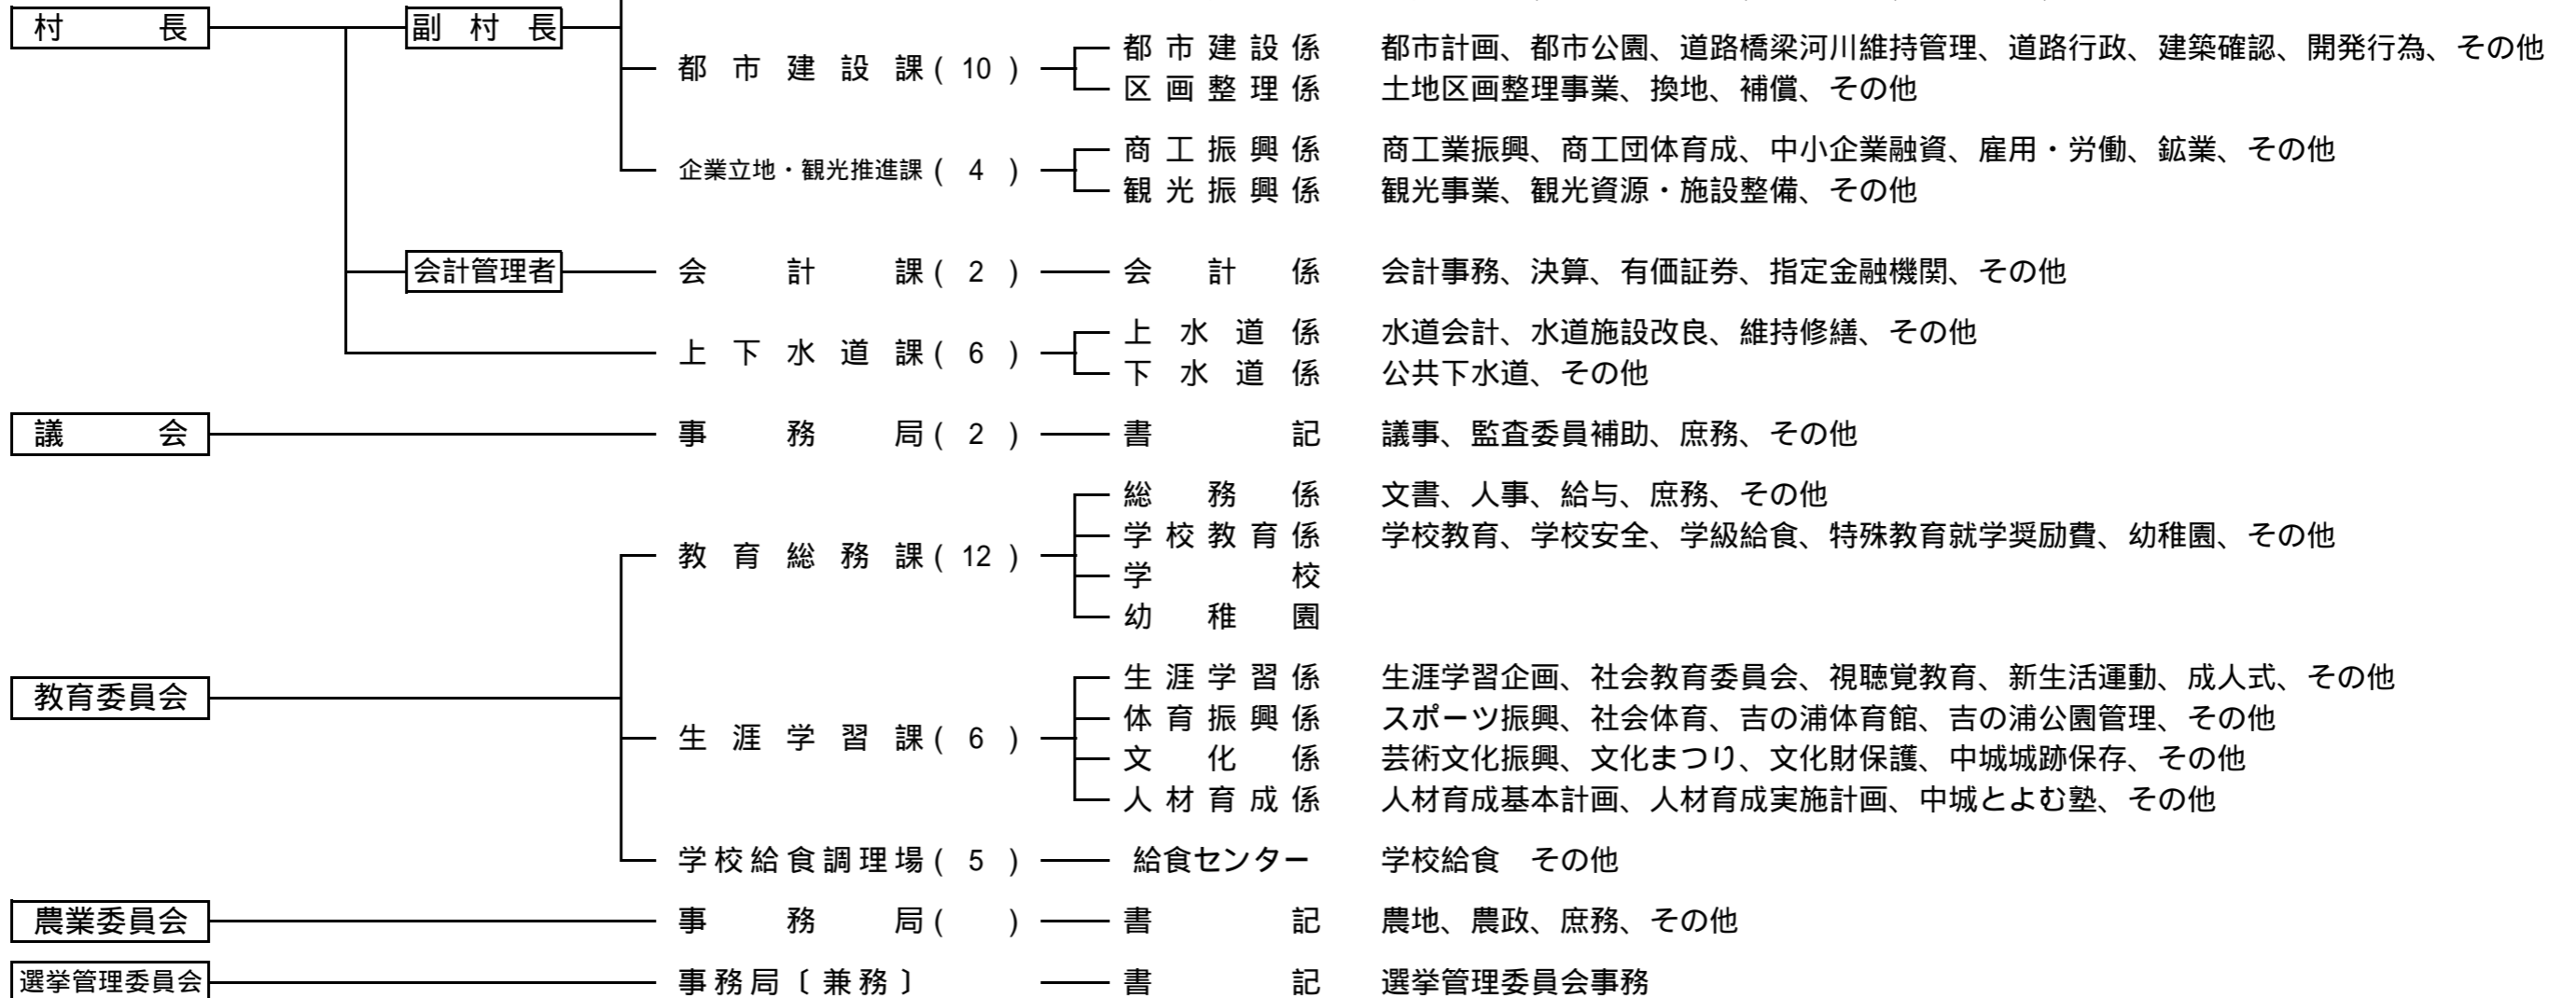 村長 副村長
都市建設課( 10 ) 都市建設係 都市計画、都市公園、道路橋梁河川維持管理、道路行政、建築確認、開発行為、その他
区画整理係 土地区画整理事業、換地、補償、その他
企業立地・観光推進課( 4 ) 商工振興係 商工業振興、商工団体育成、中小企業融資、雇用・労働、鉱業、その他
観光振興係 観光事業、観光資源・施設整備、その他
会計管理者 会計課( 2 ) 会計係 会計事務、決算、有価証券、指定金融機関、その他
上下水道課( 6 ) 上水道係 水道会計、水道施設改良、維持修繕、その他
下水道係 公共下水道、その他
議会 事務局( 2 ) 書記 議事、監査委員補助、庶務、その他
教育委員会
教育総務課( 12 ) 総務係 文書、人事、給与、庶務、その他
学校教育係 学校教育、学校安全、学級給食、特殊教育就学奨励費、幼稚園、その他
学校
幼稚園
生涯学習課( 6 ) 生涯学習係 生涯学習企画、社会教育委員会、視聴覚教育、新生活運動、成人式、その他
体育振興係 スポーツ振興、社会体育、吉の浦体育館、吉の浦公園管理、その他
文化係 芸術文化振興、文化まつり、文化財保護、中城城跡保存、その他
人材育成係 人材育成基本計画、人材育成実施計画、中城とよむ塾、その他
学校給食調理場( 5 ) 給食センター 学校給食 その他
農業委員会 事務局( ) 書記 農地、農政、庶務、その他
選挙管理委員会 事務局〔兼務〕 書記 選挙管理委員会事務